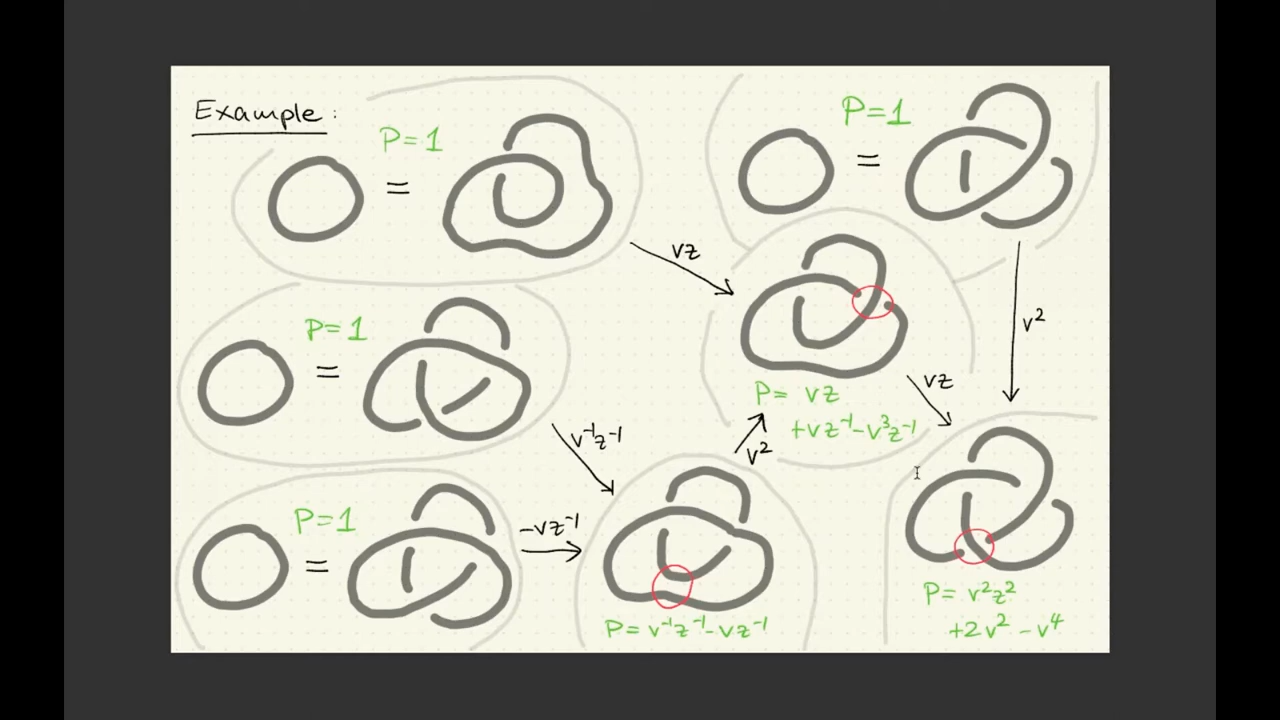 Example:
P=1
=
P=1
=
vz
P=1
=
v²
P= vz
+vz⁻¹-v³z⁻¹
vz
v⁻¹z⁻¹
v²
P=1
=
-vz⁻¹
P= v⁻¹z⁻¹-vz⁻¹
P= v²z²
+2v² -v⁴